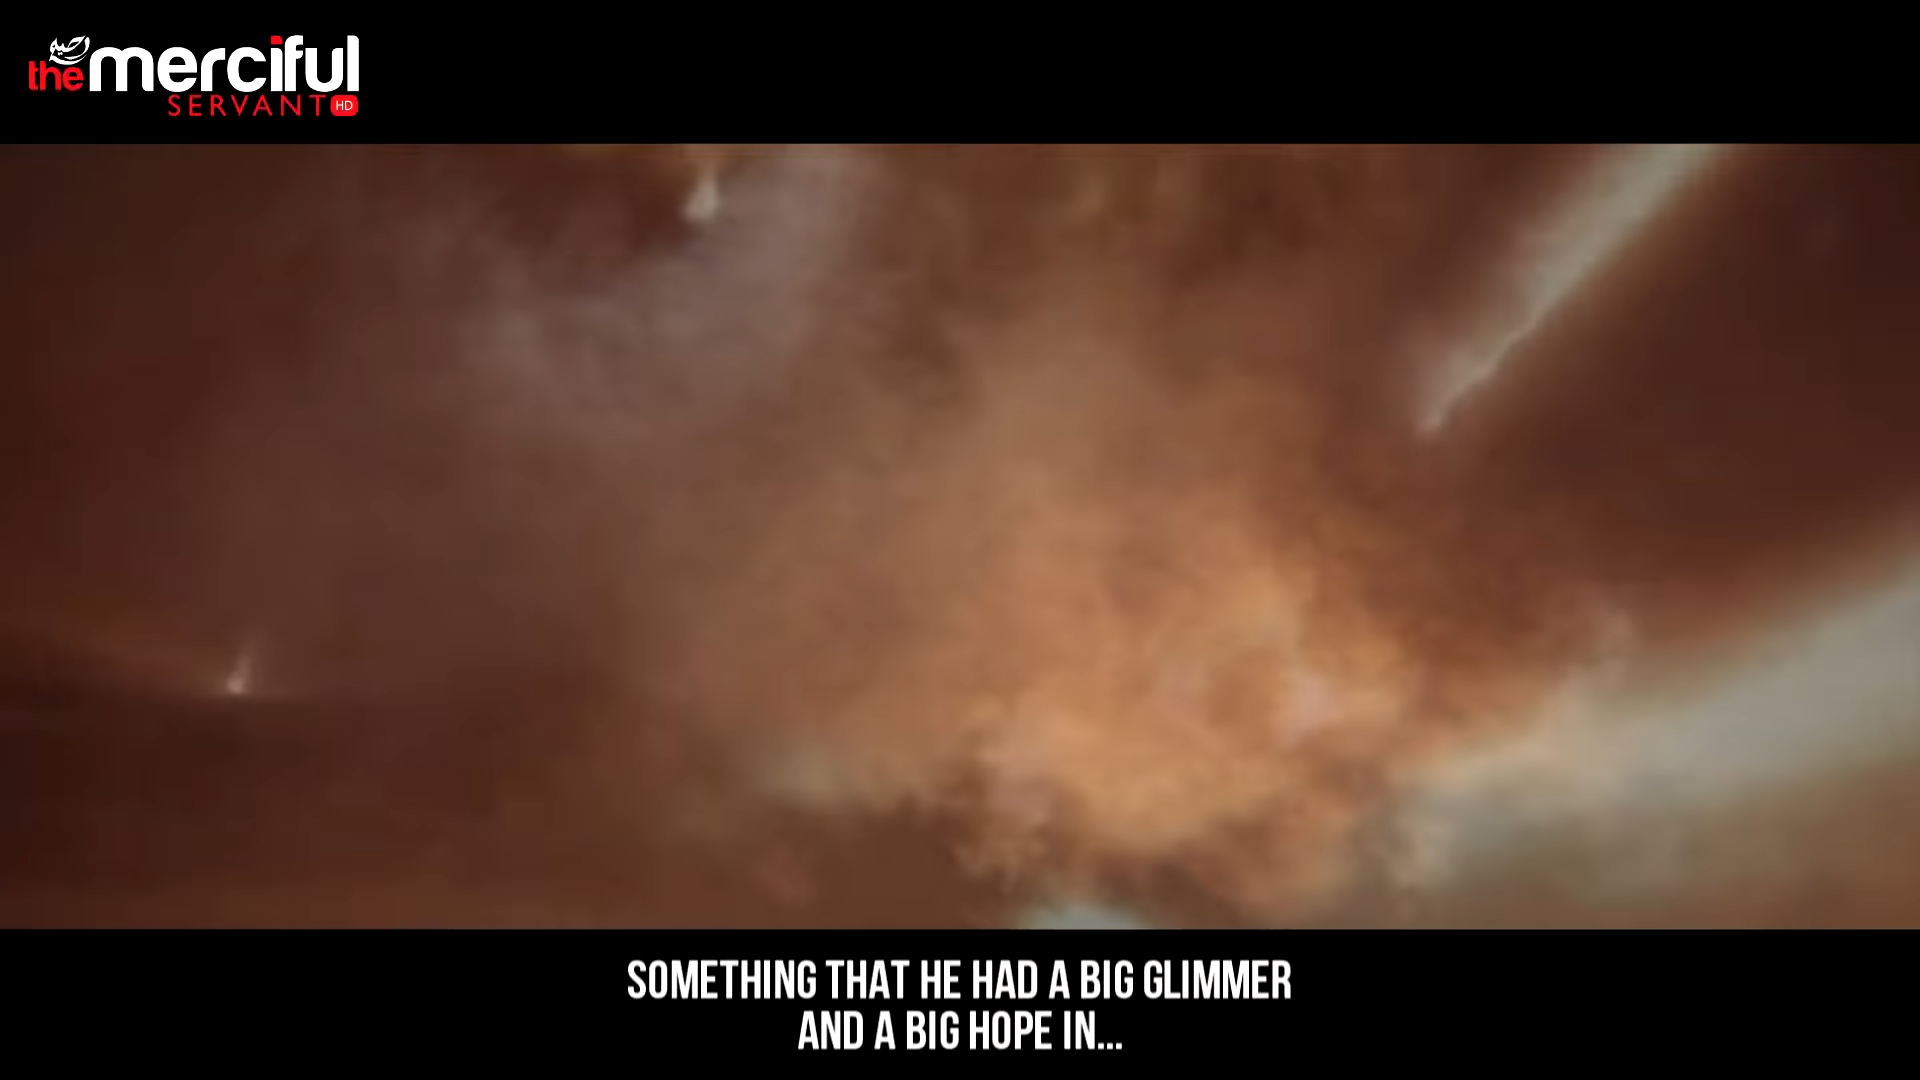 the merciful
SERVANT HD
SOMETHING THAT HE HAD A BIG GLIMMER
AND A BIG HOPE IN...